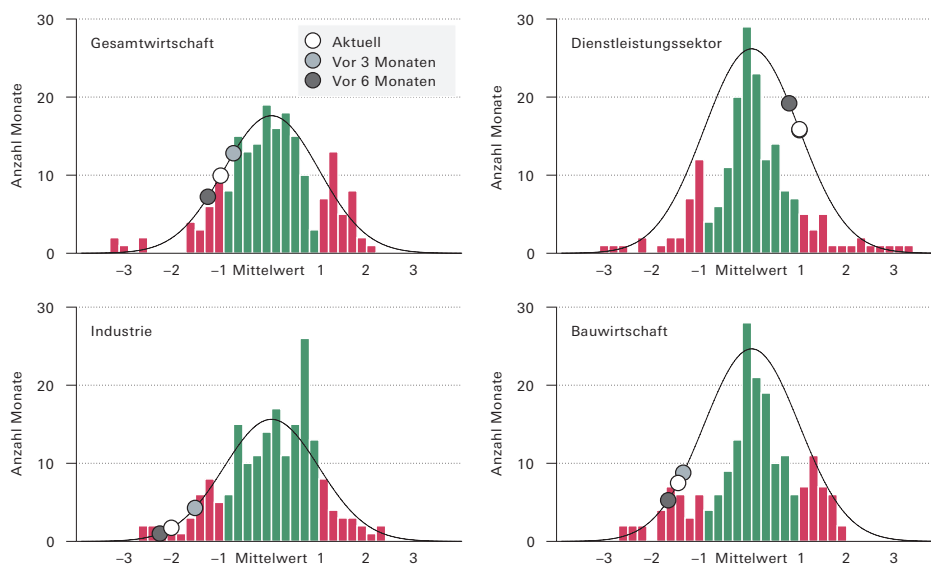 Gesamtwirtschaft
Aktuell
Vor 3 Monaten
Vor 6 Monaten
Anzahl Monate
30
20
10
0
−3 −2 −1 Mittelwert 1 2 3
Dienstleistungssektor
Anzahl Monate
30
20
10
0
−3 −2 −1 Mittelwert 1 2 3
Industrie
Anzahl Monate
30
20
10
0
−3 −2 −1 Mittelwert 1 2 3
Bauwirtschaft
Anzahl Monate
30
20
10
0
−3 −2 −1 Mittelwert 1 2 3